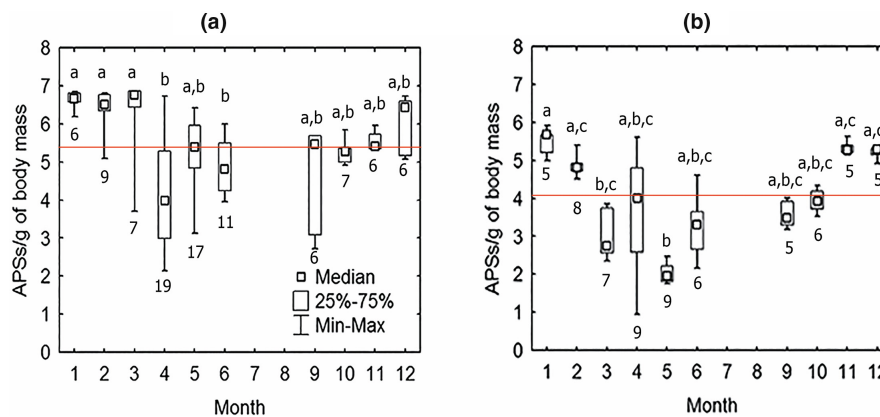 (a)
8
7
6
5
4
3
2
1
0
APSs/g of body mass
a a a b a,b b a,b a,b a,b a,b
6 9 7 19 17 11 6 7 6 6
Median
25%-75%
Min-Max
1 2 3 4 5 6 7 8 9 10 11 12
Month
(b)
8
7
6
5
4
3
2
1
0
APSs/g of body mass
a a,c b,c a,b,c b a,b,c a,b,c a,b,c a,c a,c
5 8 7 9 9 6 5 6 5 5
1 2 3 4 5 6 7 8 9 10 11 12
Month